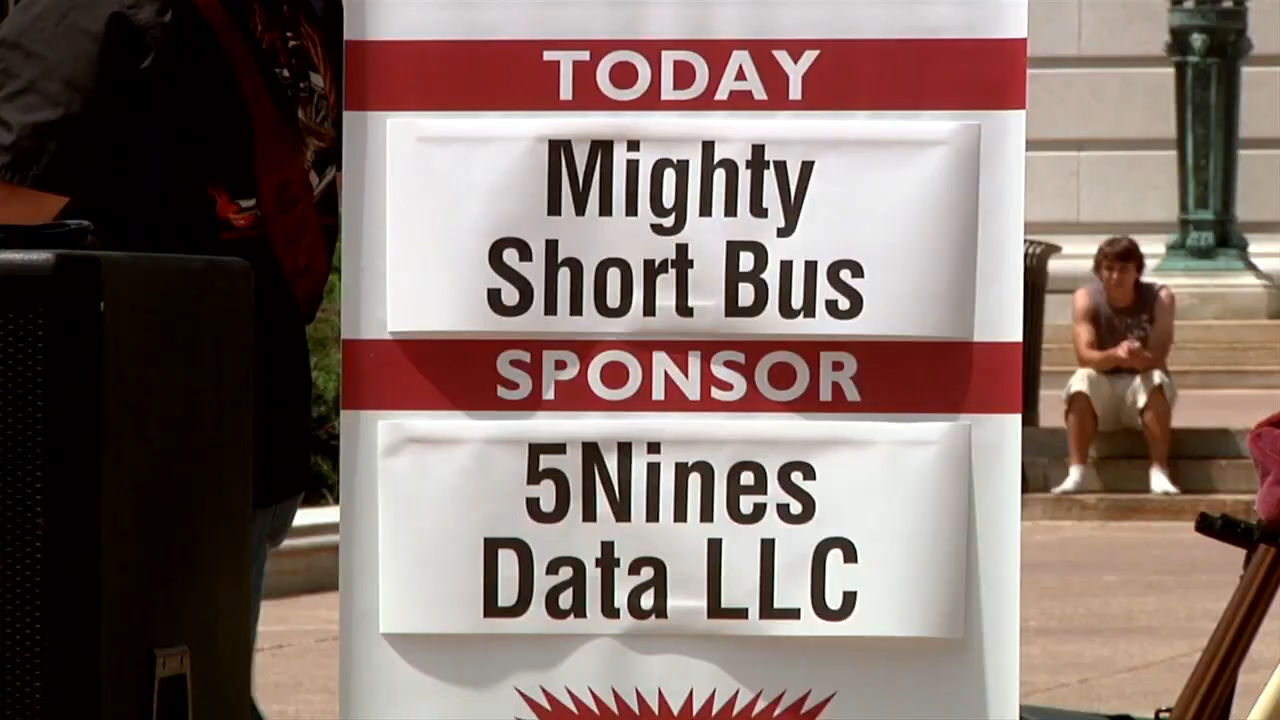 TODAY
Mighty
Short Bus
SPONSOR
5Nines
Data LLC